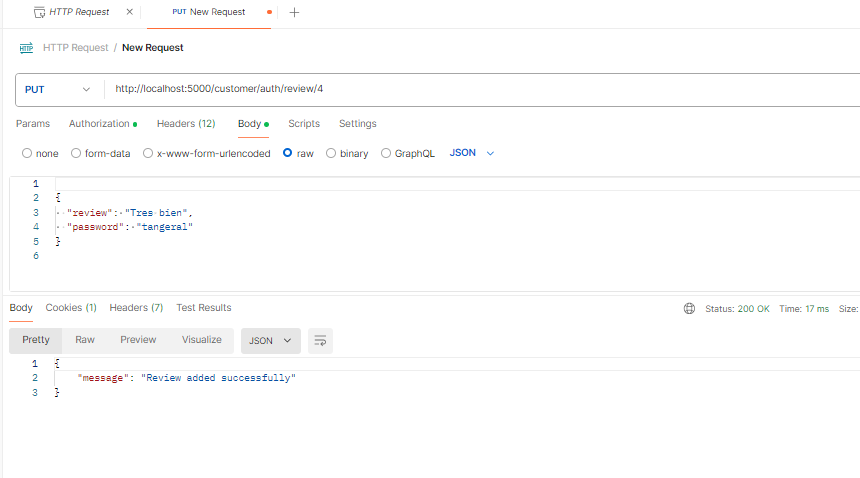 HTTP Request
PUT New Request
HTTP HTTP Request / New Request
PUT http://localhost:5000/customer/auth/review/4
Params Authorization Headers (12) Body Scripts Settings
none form-data x-www-form-urlencoded raw binary GraphQL JSON
1
2 {
3 "review": "Tres bien",
4 "password": "tangeral"
5 }
6
Body Cookies (1) Headers (7) Test Results Status: 200 OK Time: 17 ms Size:
Pretty Raw Preview Visualize JSON
1 {
2 "message": "Review added successfully"
3 }